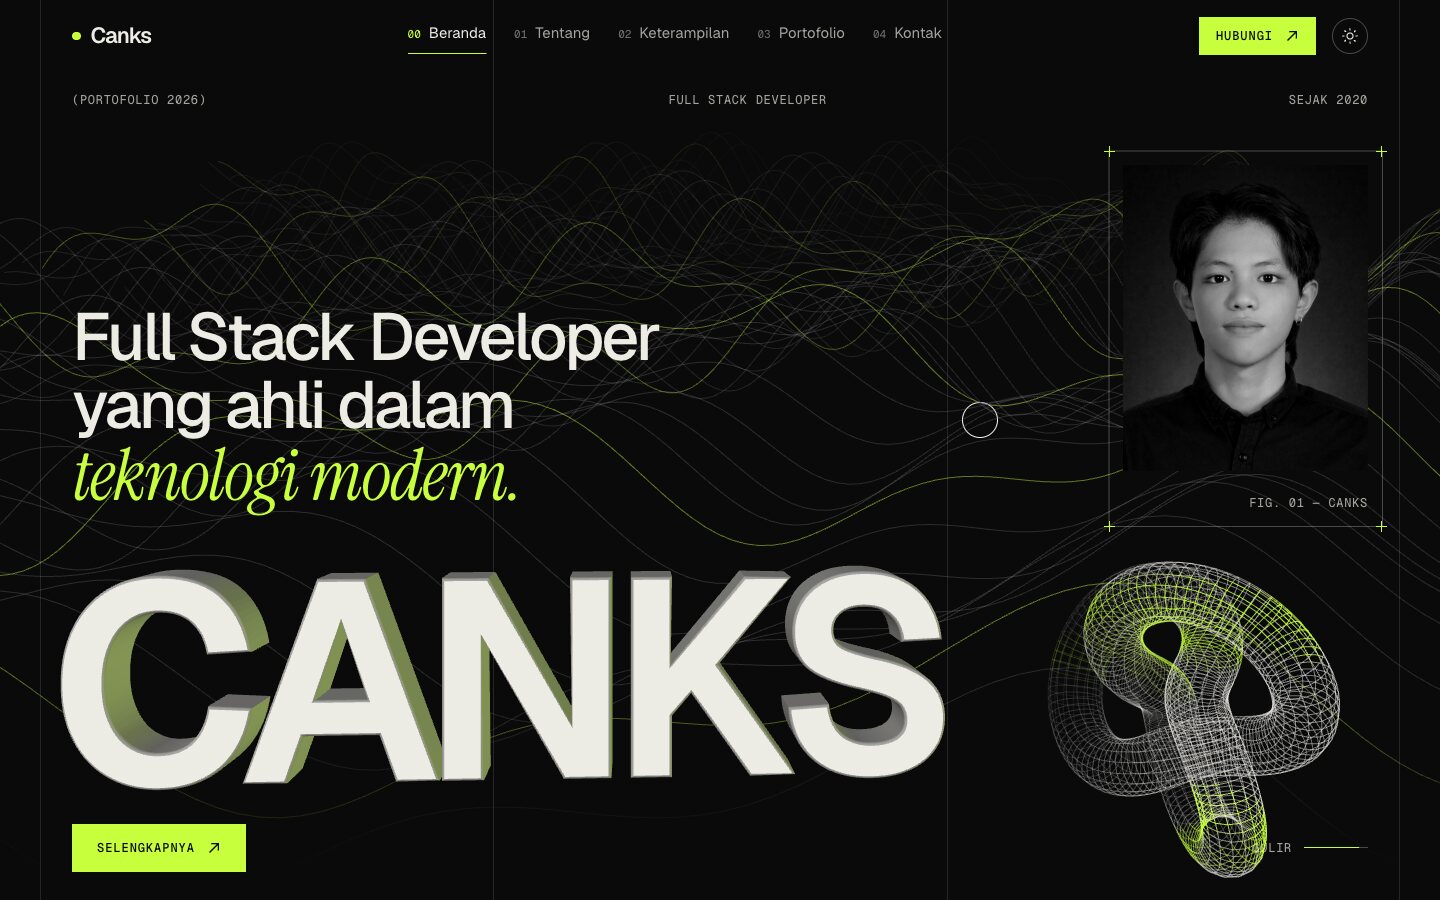 Canks
00 Beranda
01 Tentang
02 Keterampilan
03 Portofolio
04 Kontak
HUBUNGI
(PORTOFOLIO 2026)
FULL STACK DEVELOPER
SEJAK 2020
Full Stack Developer
yang ahli dalam
teknologi modern.
FIG. 01 — CANKS
CANKS
SELENGKAPNYA